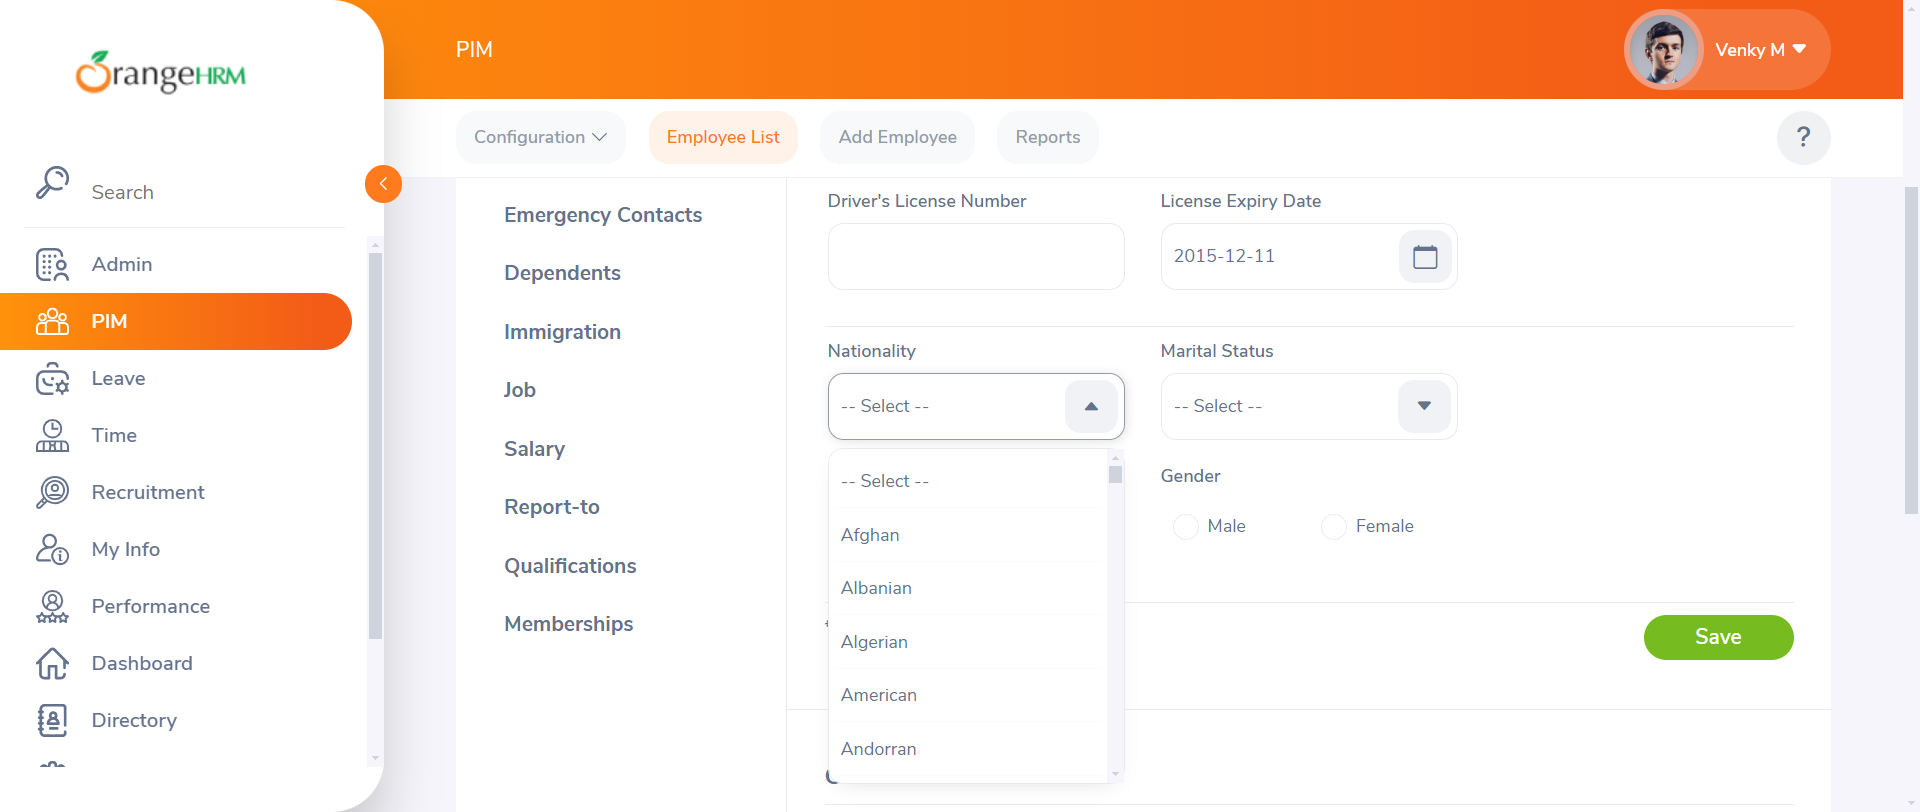 OrangeHRM
Search
Admin
PIM
Leave
Time
Recruitment
My Info
Performance
Dashboard
Directory
PIM
Venky M
Configuration
Employee List
Add Employee
Reports
?
Emergency Contacts
Dependents
Immigration
Job
Salary
Report-to
Qualifications
Memberships
Driver's License Number
License Expiry Date
2015-12-11
Nationality
Marital Status
-- Select --
-- Select --
-- Select --
Afghan
Albanian
Algerian
American
Andorran
Gender
Male
Female
Save